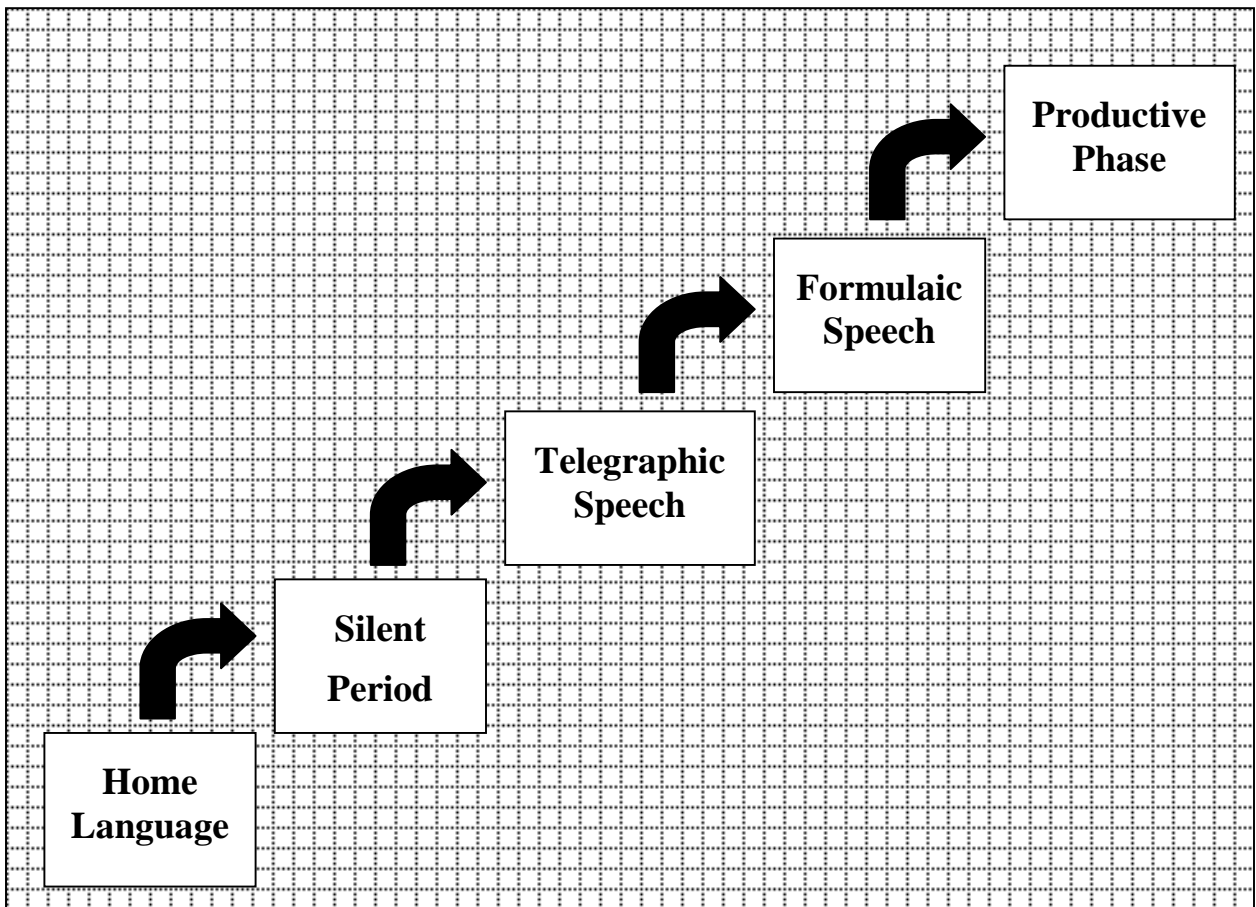 Productive
Phase
Formulaic
Speech
Telegraphic
Speech
Silent
Period
Home
Language